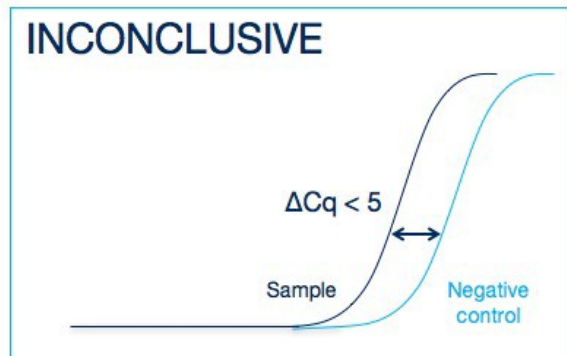 INCONCLUSIVE
ΔCq < 5
Sample
Negative
control